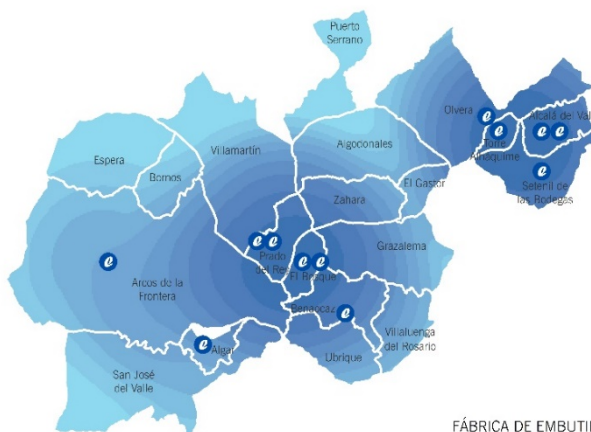 Puerto
Serrano
Olvera
Alcalá del Val
Torre
Alhaquime
Espera
Villamartín
Algodonales
Bornos
El Gastor
Setenil de
las Bodegas
Zahara
Prado
del Rey
El Bosque
Grazalema
Arcos de la
Frontera
Benaocaz
Algar
Ubrique
Villaluenga
del Rosario
San José
del Valle
FÁBRICA DE EMBUTI